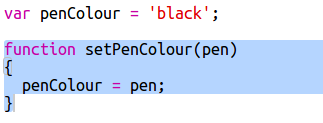 var penColour = 'black';
function setPenColour(pen)
{
  penColour = pen;
}